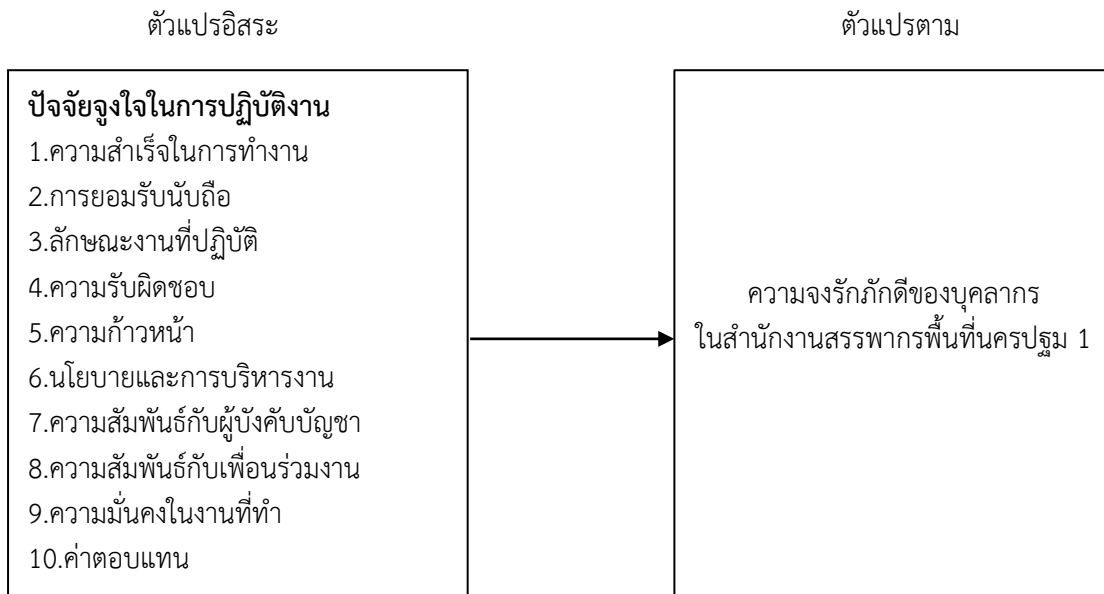 ตัวแปรอิสระ
ตัวแปรตาม
ปัจจัยจูงใจในการปฏิบัติงาน
1.ความสำเร็จในการทำงาน
2.การยอมรับนับถือ
3.ลักษณะงานที่ปฏิบัติ
4.ความรับผิดชอบ
5.ความก้าวหน้า
6.นโยบายและการบริหารงาน
7.ความสัมพันธ์กับผู้บังคับบัญชา
8.ความสัมพันธ์กับเพื่อนร่วมงาน
9.ความมั่นคงในงานที่ทำ
10.ค่าตอบแทน
ความจงรักภักดีของบุคลากร
ในสำนักงานสรรพากรพื้นที่นครปฐม 1